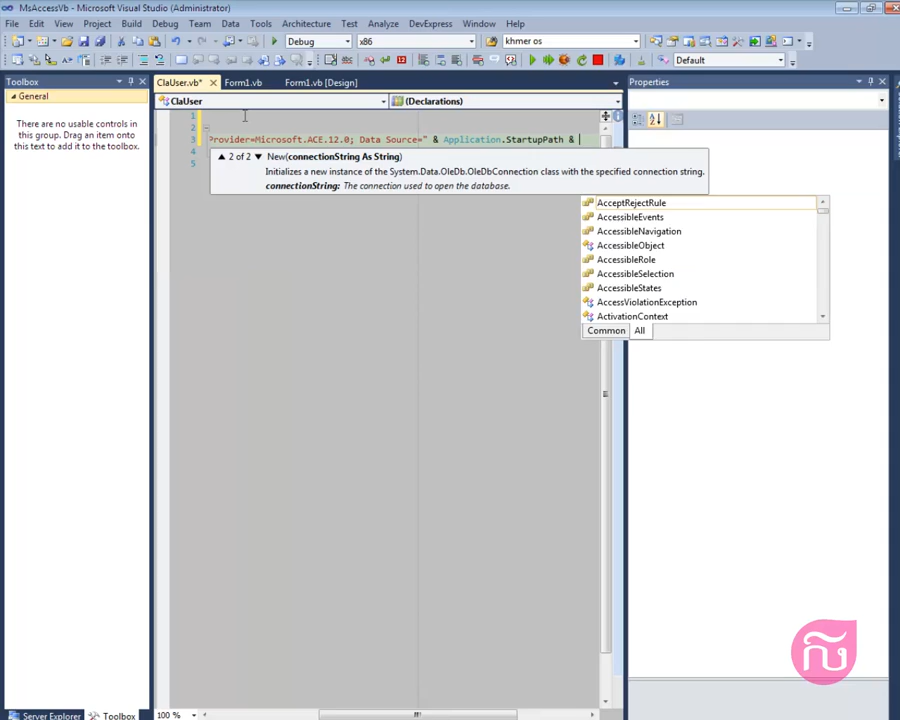 MsAccessVb - Microsoft Visual Studio (Administrator)
File Edit View Project Build Debug Team Data Tools Architecture Test Analyze DevExpress Window Help
Debug x86 khmer os
Default
Toolbox
General
There are no usable controls in
this group. Drag an item onto
this text to add it to the toolbox.
ClaUser.vb* Form1.vb Form1.vb [Design]
ClaUser (Declarations)
1
2
3 Provider=Microsoft.ACE.12.0; Data Source=" & Application.StartupPath &
4
5
2 of 2 New(connectionString As String)
Initializes a new instance of the System.Data.OleDb.OleDbConnection class with the specified connection string.
connectionString: The connection used to open the database.
AcceptRejectRule
AccessibleEvents
AccessibleNavigation
AccessibleObject
AccessibleRole
AccessibleSelection
AccessibleStates
AccessViolationException
ActivationContext
Common All
Properties
100 %
Server Explorer Toolbox